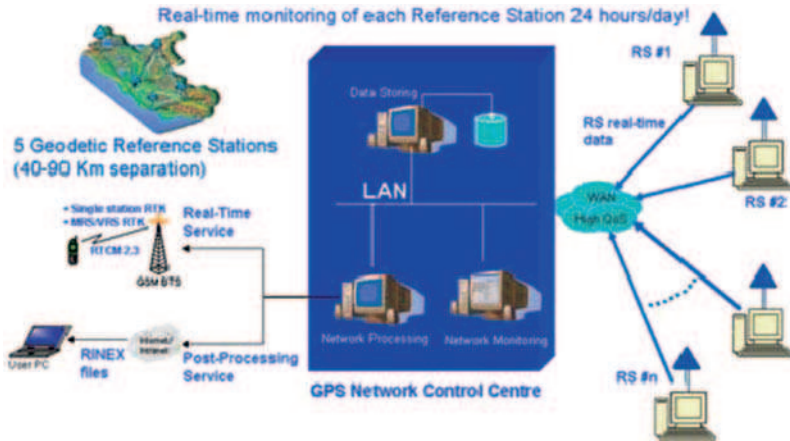 Real-time monitoring of each Reference Station 24 hours/day!
5 Geodetic Reference Stations
(40-90 Km separation)
• Single station RTK
• MRS/VRS RTK
RTCM 2.3
GSM BTS
Real-Time
Service
User PC
RINEX
files
Internet/
Intranet
Post-Processing
Service
Data Storing
LAN
Network Processing
Network Monitoring
GPS Network Control Centre
RS #1
RS real-time
data
WAN
High QoS
RS #2
RS #n